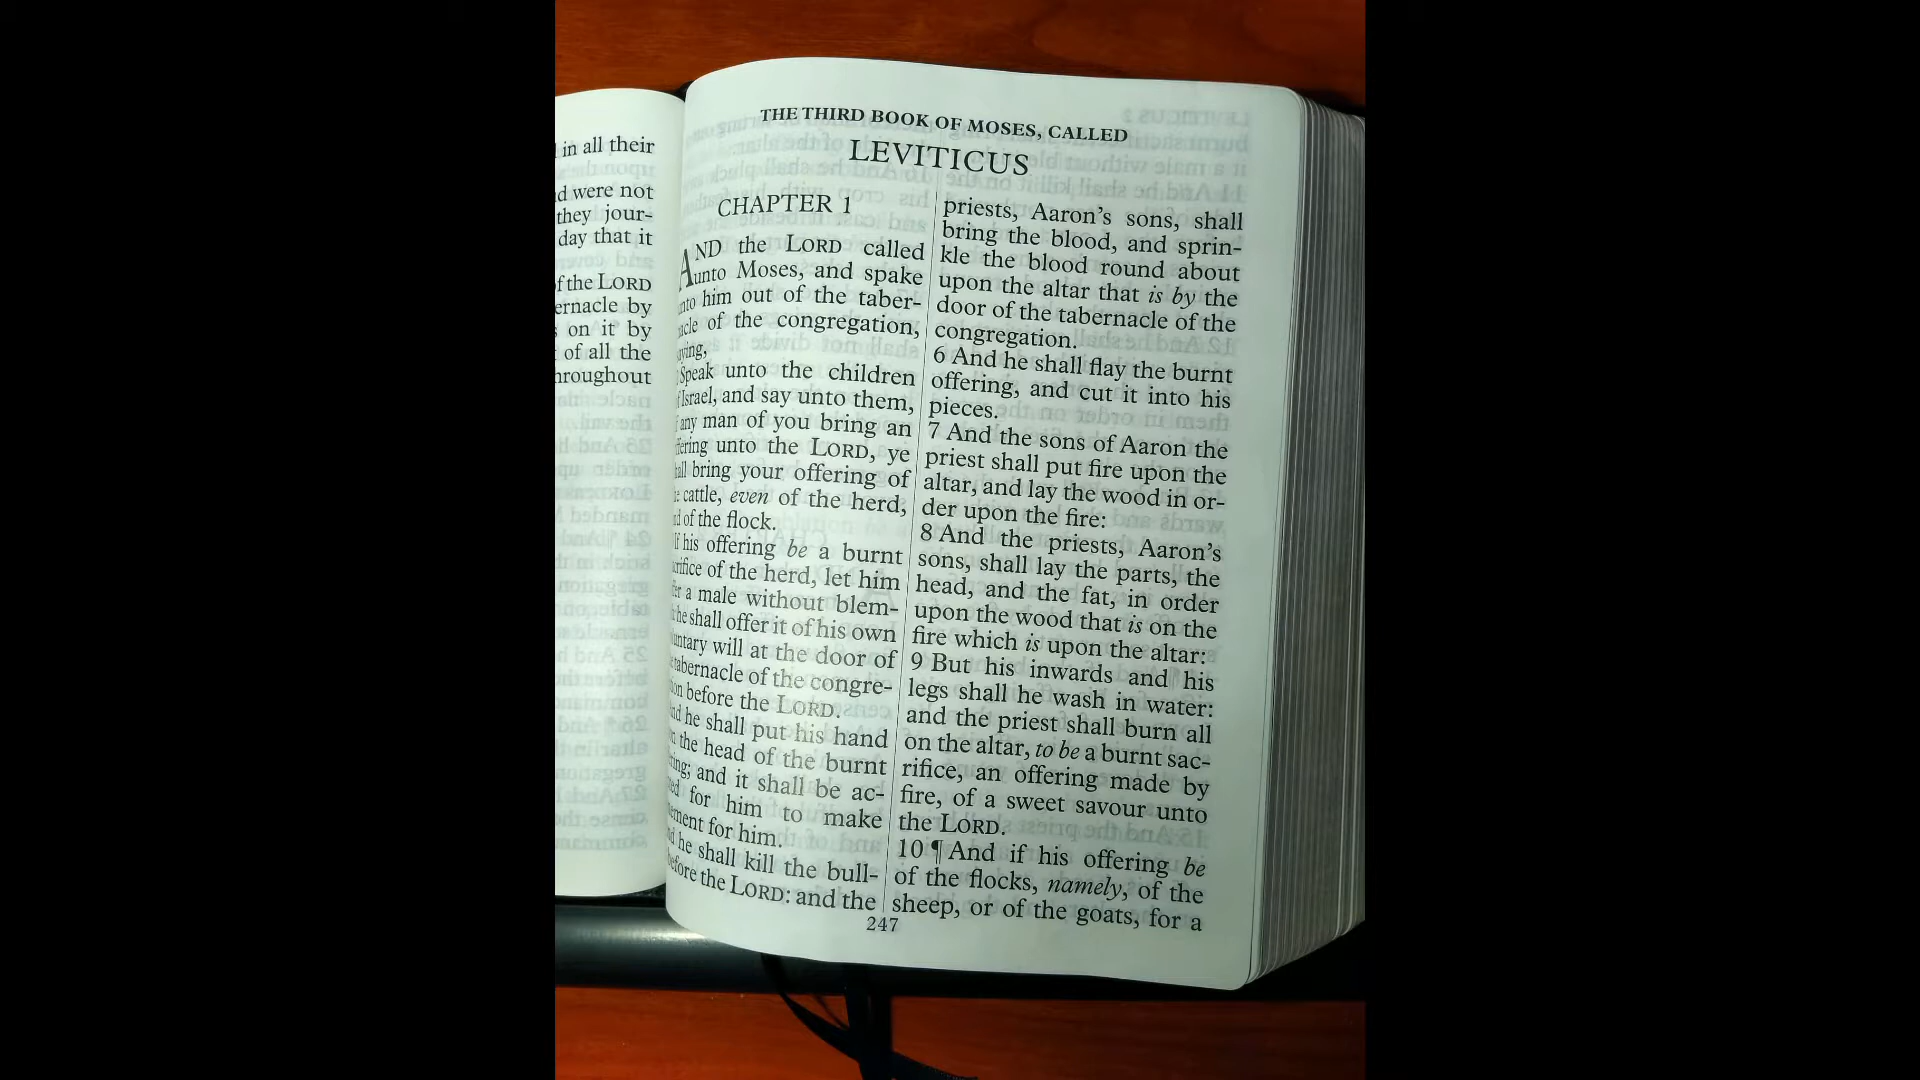 in all their
were not
they jour-
day that it
of the LORD
by
on it by
of all the
THE THIRD BOOK OF MOSES, CALLED
LEVITICUS
CHAPTER 1
AND the LORD called
unto Moses, and spake
him out of the taber-
of the congregation,
Speak unto the children
Israel, and say unto them,
any man of you bring an
unto the LORD, ye
bring your offering of
cattle, even of the herd,
of the flock.
If his offering be a burnt
of the herd, let him
a male without blem-
he shall offer it of his own
will at the door of
tabernacle of the congre-
before the LORD.
he shall put his hand
the head of the burnt
and it shall be ac-
for him to make
for him.
he shall kill the bull-
before the LORD: and the
priests, Aaron's sons, shall
bring the blood, and sprin-
kle the blood round about
upon the altar that is by the
door of the tabernacle of the
congregation.
6 And he shall flay the burnt
offering, and cut it into his
pieces.
7 And the sons of Aaron the
priest shall put fire upon the
altar, and lay the wood in or-
der upon the fire:
8 And the priests, Aaron's
sons, shall lay the parts, the
head, and the fat, in order
upon the wood that is on the
fire which is upon the altar:
9 But his inwards and his
legs shall he wash in water:
and the priest shall burn all
on the altar, to be a burnt sac-
rifice, an offering made by
fire, of a sweet savour unto
the LORD.
10 ¶ And if his offering be
of the flocks, namely, of the
sheep, or of the goats, for a
247